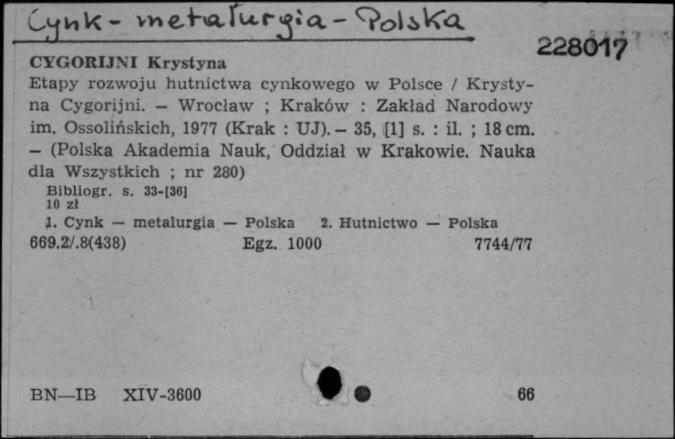 Cynk - metalurgia - Polska
228017
CYGORIJNI Krystyna
Etapy rozwoju hutnictwa cynkowego w Polsce / Krysty-
na Cygorijni. — Wrocław ; Kraków : Zakład Narodowy
im. Ossolińskich, 1977 (Krak : UJ). — 35, [1] s. : il. ; 18 cm.
— (Polska Akademia Nauk, Oddział w Krakowie. Nauka
dla Wszystkich ; nr 280)
Bibliogr. s. 33-[36]
10 zł
1. Cynk — metalurgia — Polska 2. Hutnictwo — Polska
669.2/.8(438) Egz. 1000 7744/77
BN—IB XIV-3600 66